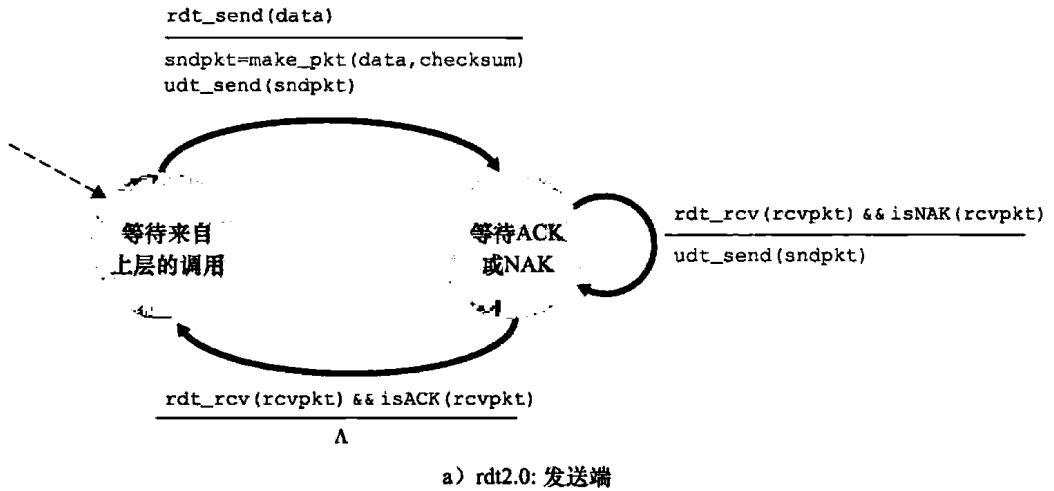 rdt_send(data)
sndpkt=make_pkt(data,checksum)
udt_send(sndpkt)
等待来自
上层的调用
等待ACK
或NAK
rdt_rcv(rcvpkt)&&isNAK(rcvpkt)
udt_send(sndpkt)
rdt_rcv(rcvpkt)&&isACK(rcvpkt)
Λ
a）rdt2.0: 发送端